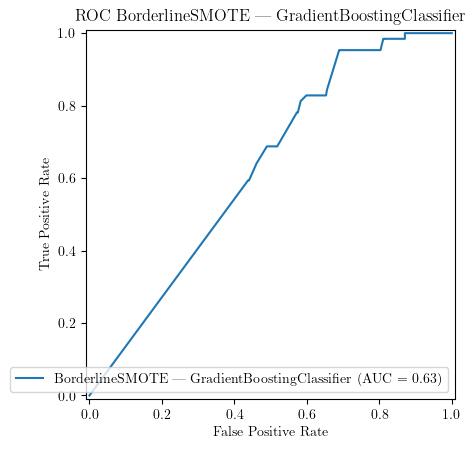 ROC BorderlineSMOTE — GradientBoostingClassifier
True Positive Rate
1.0
0.8
0.6
0.4
0.2
0.0
BorderlineSMOTE — GradientBoostingClassifier (AUC = 0.63)
0.0 0.2 0.4 0.6 0.8 1.0
False Positive Rate